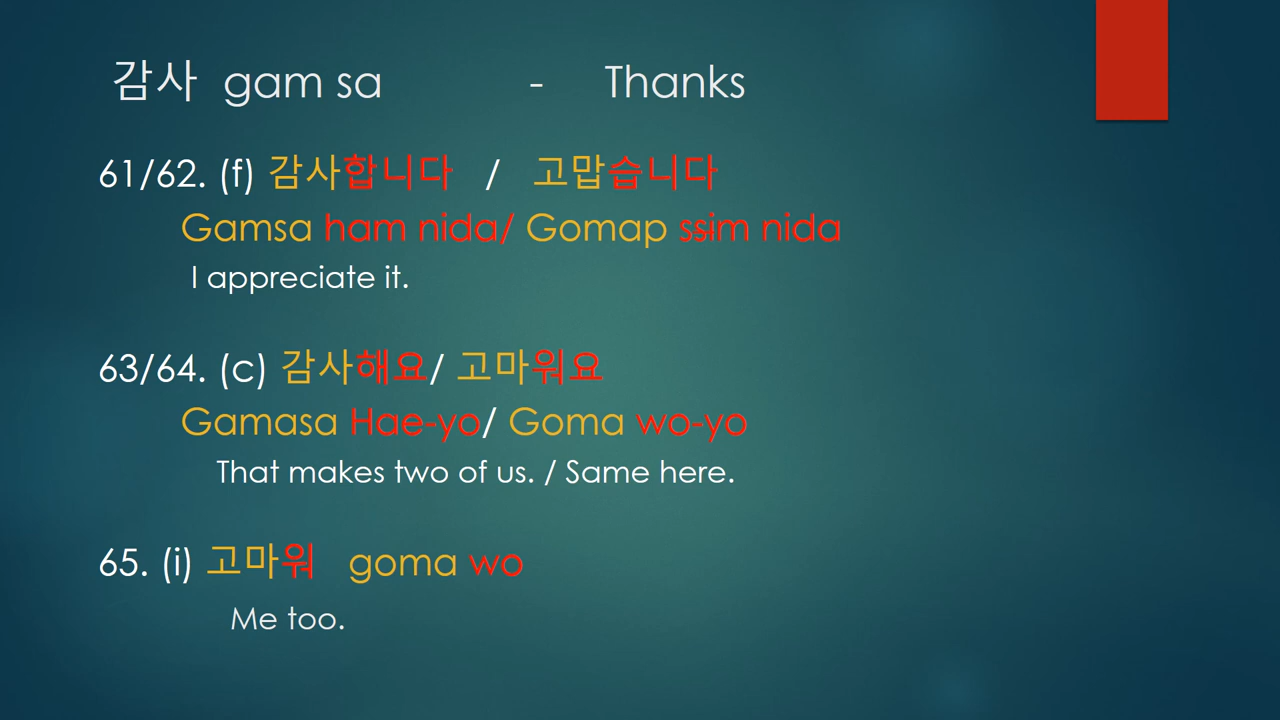 감사 gam sa - Thanks
61/62. (f) 감사합니다 / 고맙습니다
Gamsa ham nida/ Gomap ssim nida
I appreciate it.
63/64. (c) 감사해요/ 고마워요
Gamasa Hae-yo/ Goma wo-yo
That makes two of us. / Same here.
65. (i) 고마워 goma wo
Me too.